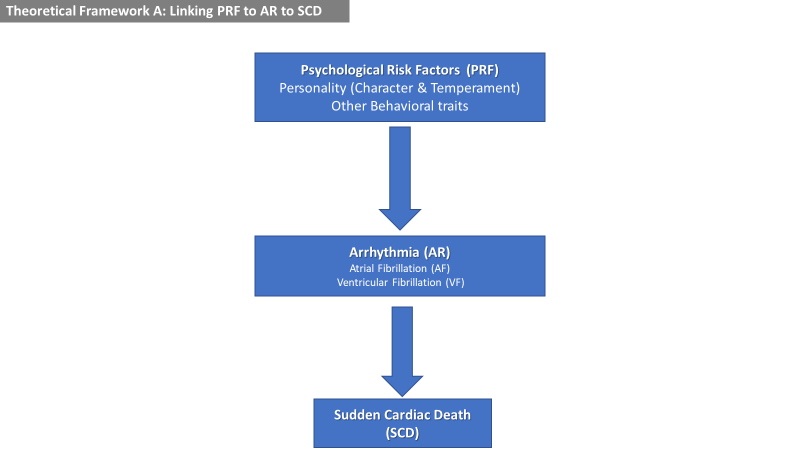 Theoretical Framework A: Linking PRF to AR to SCD
Psychological Risk Factors (PRF)
Personality (Character & Temperament)
Other Behavioral traits
Arrhythmia (AR)
Atrial Fibrillation (AF)
Ventricular Fibrillation (VF)
Sudden Cardiac Death
(SCD)